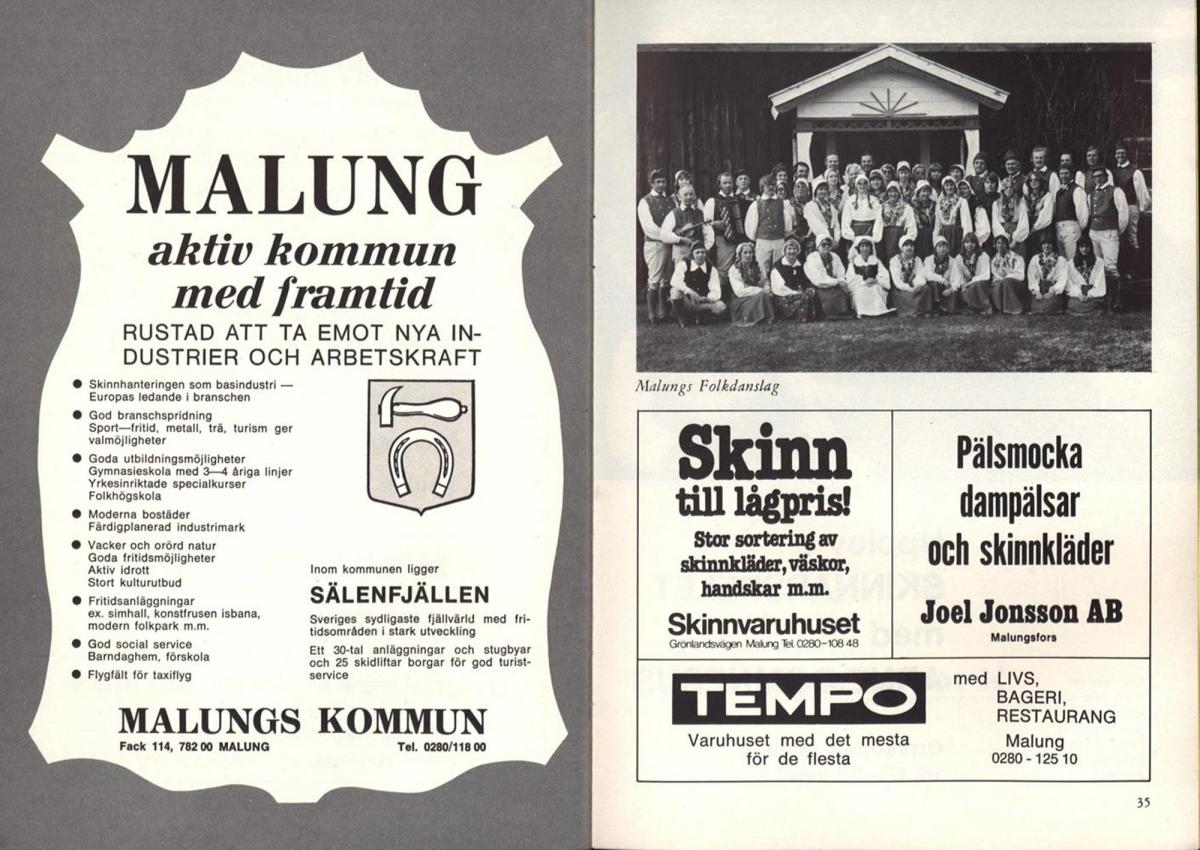 MALUNG
aktiv kommun
med framtid
RUSTAD ATT TA EMOT NYA IN-
DUSTRIER OCH ARBETSKRAFT
● Skinnhanteringen som basindustri —
Europas ledande i branschen
● God branschspridning
Sport—fritid, metall, trä, turism ger
valmöjligheter
● Goda utbildningsmöjligheter
Gymnasieskola med 3—4 åriga linjer
Yrkesinriktade specialkurser
Folkhögskola
● Moderna bostäder
Färdigplanerad industrimark
● Vacker och orörd natur
Goda fritidsmöjligheter
Aktiv idrott
Stort kulturutbud
● Fritidsanläggningar
ex. simhall, konstfrusen isbana,
modern folkpark m.m.
● God social service
Barndaghem, förskola
● Flygfält för taxiflyg
Inom kommunen ligger
SÄLENFJÄLLEN
Sveriges sydligaste fjällvärld med fri-
tidsområden i stark utveckling
Ett 30-tal anläggningar och stugbyar
och 25 skidliftar borgar för god turist-
service
MALUNGS KOMMUN
Fack 114, 782 00 MALUNG Tel. 0280/118 00
Malungs Folkdanslag
Skinn
till lågpris!
Stor sortering av
skinnkläder, väskor,
handskar m.m.
Skinnvaruhuset
Grönlandsvägen Malung Tel. 0280-108 48
Pälsmocka
dampälsar
och skinnkläder
Joel Jonsson AB
Malungsfors
TEMPO
Varuhuset med det mesta
för de flesta
med LIVS,
BAGERI,
RESTAURANG
Malung
0280 - 125 10
35